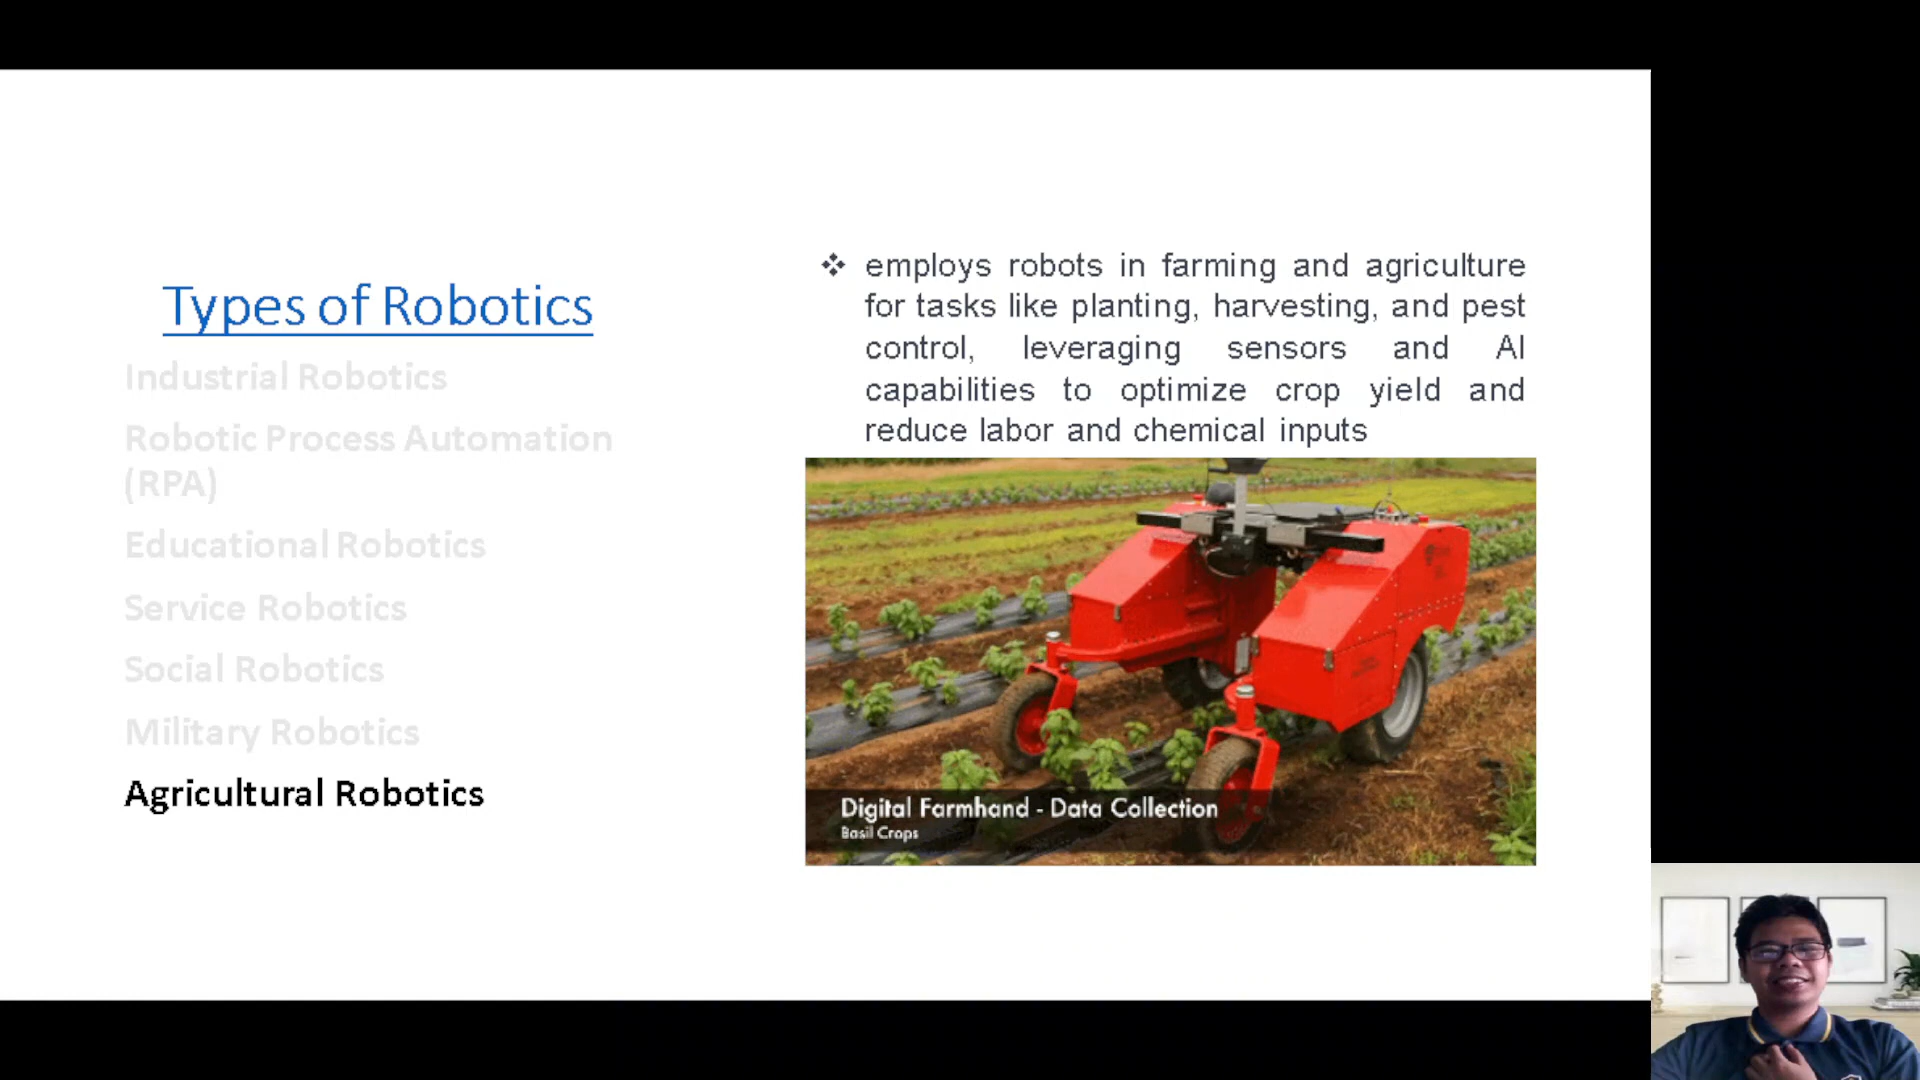 Types of Robotics
Industrial Robotics
Robotic Process Automation
(RPA)
Educational Robotics
Service Robotics
Social Robotics
Military Robotics
Agricultural Robotics
❖ employs robots in farming and agriculture
for tasks like planting, harvesting, and pest
control, leveraging sensors and AI
capabilities to optimize crop yield and
reduce labor and chemical inputs
Digital Farmhand - Data Collection
Basil Crops